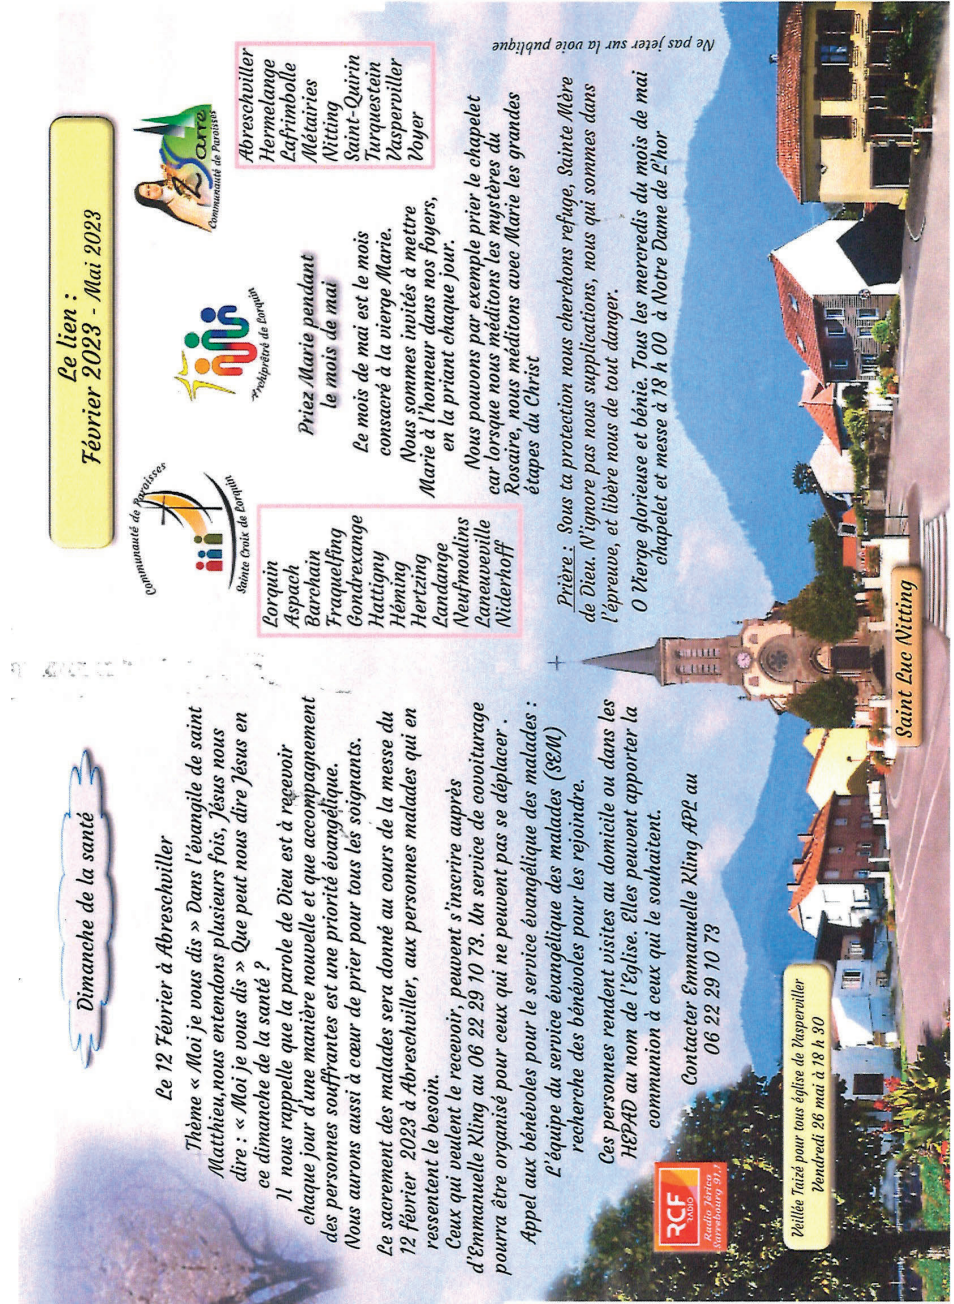 Dimanche de la santé
Le 12 Février à Abreschviller
Thème « Moi je vous dis » Dans l'évangile de saint
Matthieu,nous entendons plusieurs fois, Jésus nous
dire : « Moi je vous dis » Que peut nous dire Jésus en
ce dimanche de la santé ?
Il nous rappelle que la parole de Dieu est à recevoir
chaque jour d'une manière nouvelle et que accompagnement
des personnes souffrantes est une priorité évangélique.
Nous aurons aussi à cœur de prier pour tous les soignants.
Le sacrement des malades sera donné au cours de la messe du
12 février 2023 à Abreschviller, aux personnes malades qui en
ressentent le besoin.
Ceux qui veulent le recevoir, peuvent s'inscrire auprès
d'Emmanuelle Kling au 06 22 29 10 73. Un service de covoiturage
pourra être organisé pour ceux qui ne peuvent pas se déplacer .
Appel aux bénévoles pour le service évangélique des malades :
L'équipe du service évangélique des malades (SEM)
recherche des bénévoles pour les rejoindre.
Ces personnes rendent visites au domicile ou dans les
HEPAD au nom de l'Eglise. Elles peuvent apporter la
communion à ceux qui le souhaitent.
Contacter Emmanuelle Kling APL au
06 22 29 10 73
RCF
RADIO
Radio Jérico
Sarrebourg 91.1
Veillée Taizé pour tous église de Vasperviller
Vendredi 26 mai à 18 h 30
Le lien :
Février 2023 - Mai 2023
Communauté de Paroisses
Sainte Croix de Lorquin
Archiprêtré de Lorquin
2 Sarre
Communauté de Paroisses
Lorquin
Aspach
Barchain
Fraquelfing
Gondrexange
Hattigny
Héming
Hertzing
Landange
Neufmoulins
Laneuveville
Niderhoff
Priez Marie pendant
le mois de mai
Le mois de mai est le mois
consacré à la vierge Marie.
Nous sommes invités à mettre
Marie à l'honneur dans nos foyers,
en la priant chaque jour.
Nous pouvons par exemple prier le chapelet
car lorsque nous méditons les mystères du
Rosaire, nous méditons avec Marie les grandes
étapes du Christ
Abreschviller
Hermelange
Lafrimbolle
Métairies
Nitting
Saint-Quirin
Turquestein
Vasperviller
Voyer
Prière : Sous ta protection nous cherchons refuge, Sainte Mère
de Dieu. N'ignore pas nous supplications, nous qui sommes dans
l'épreuve, et libère nous de tout danger.
O Vierge glorieuse et bénie. Tous les mercredis du mois de mai
chapelet et messe à 18 h 00 à Notre Dame de L'hor
Ne pas jeter sur la voie publique
Saint Luc Nitting